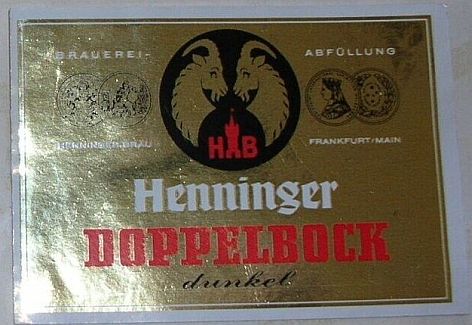 BRAUEREI-
ABFÜLLUNG
HENNINGER-BRÄU
FRANKFURT/MAIN
HB
Henninger
DOPPELBOCK
dunkel